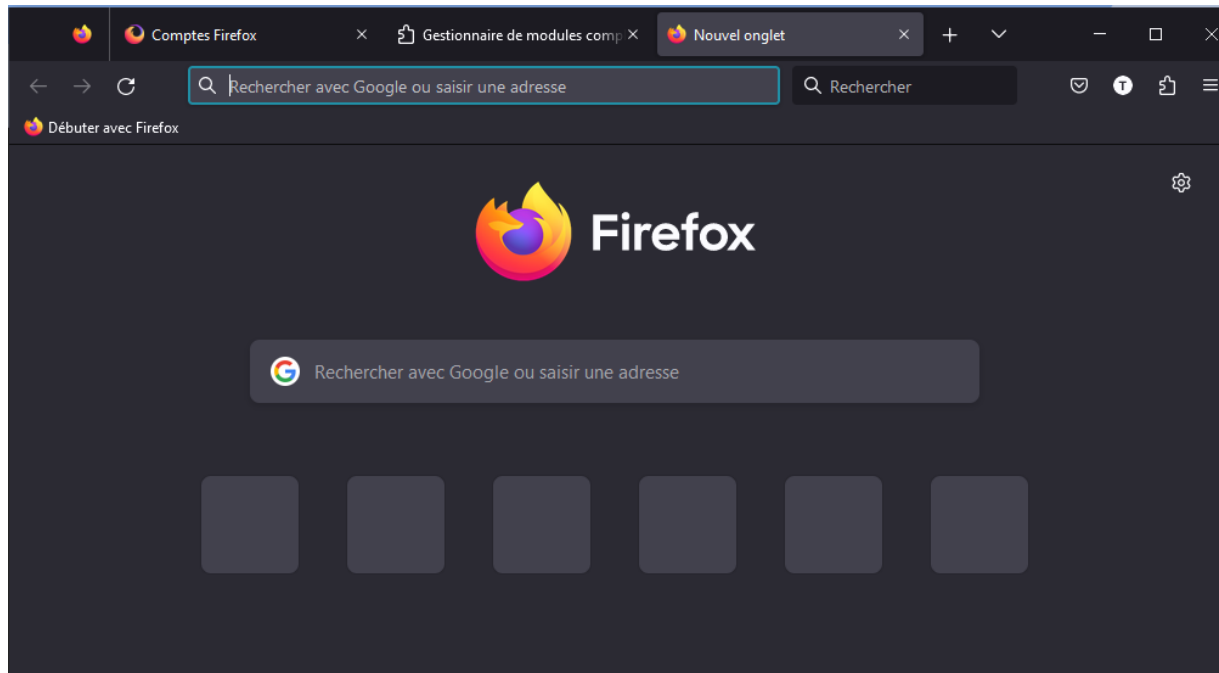 Comptes Firefox
Gestionnaire de modules comp
Nouvel onglet
Rechercher avec Google ou saisir une adresse
Rechercher
T
Débuter avec Firefox
Firefox
Rechercher avec Google ou saisir une adresse